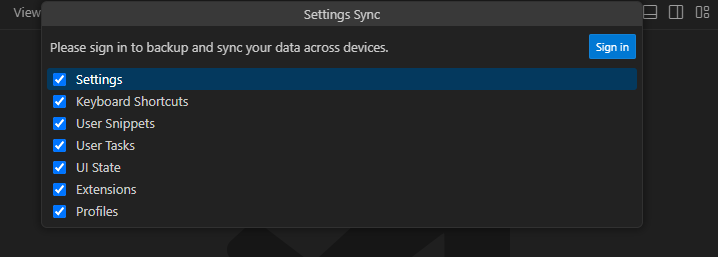 View
Settings Sync
Please sign in to backup and sync your data across devices.
Sign in
Settings
Keyboard Shortcuts
User Snippets
User Tasks
UI State
Extensions
Profiles